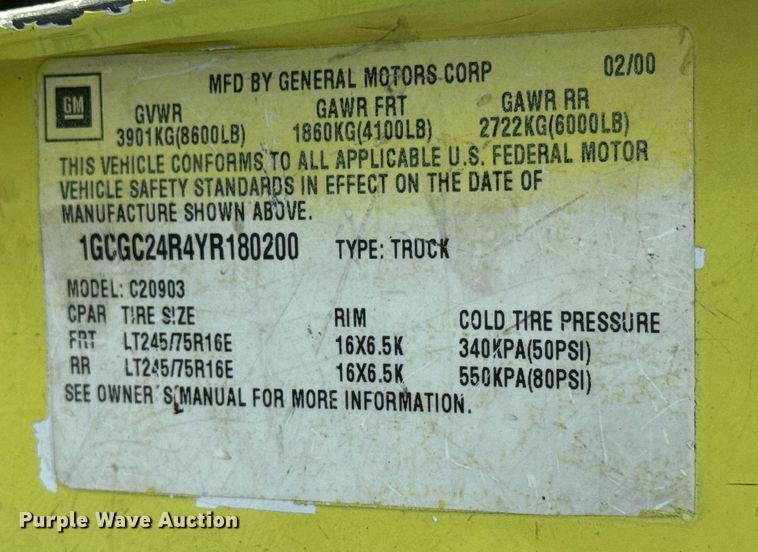 MFD BY GENERAL MOTORS CORP 02/00
GM
GVWR GAWR FRT GAWR RR
3901KG(8600LB) 1860KG(4100LB) 2722KG(6000LB)
THIS VEHICLE CONFORMS TO ALL APPLICABLE U.S. FEDERAL MOTOR
VEHICLE SAFETY STANDARDS IN EFFECT ON THE DATE OF
MANUFACTURE SHOWN ABOVE.
1GCGC24R4YR180200 TYPE: TRUCK
MODEL: C20903
CPAR TIRE SIZE RIM COLD TIRE PRESSURE
FRT LT245/75R16E 16X6.5K 340KPA(50PSI)
RR LT245/75R16E 16X6.5K 550KPA(80PSI)
SEE OWNER'S MANUAL FOR MORE INFORMATION.
Purple Wave Auction